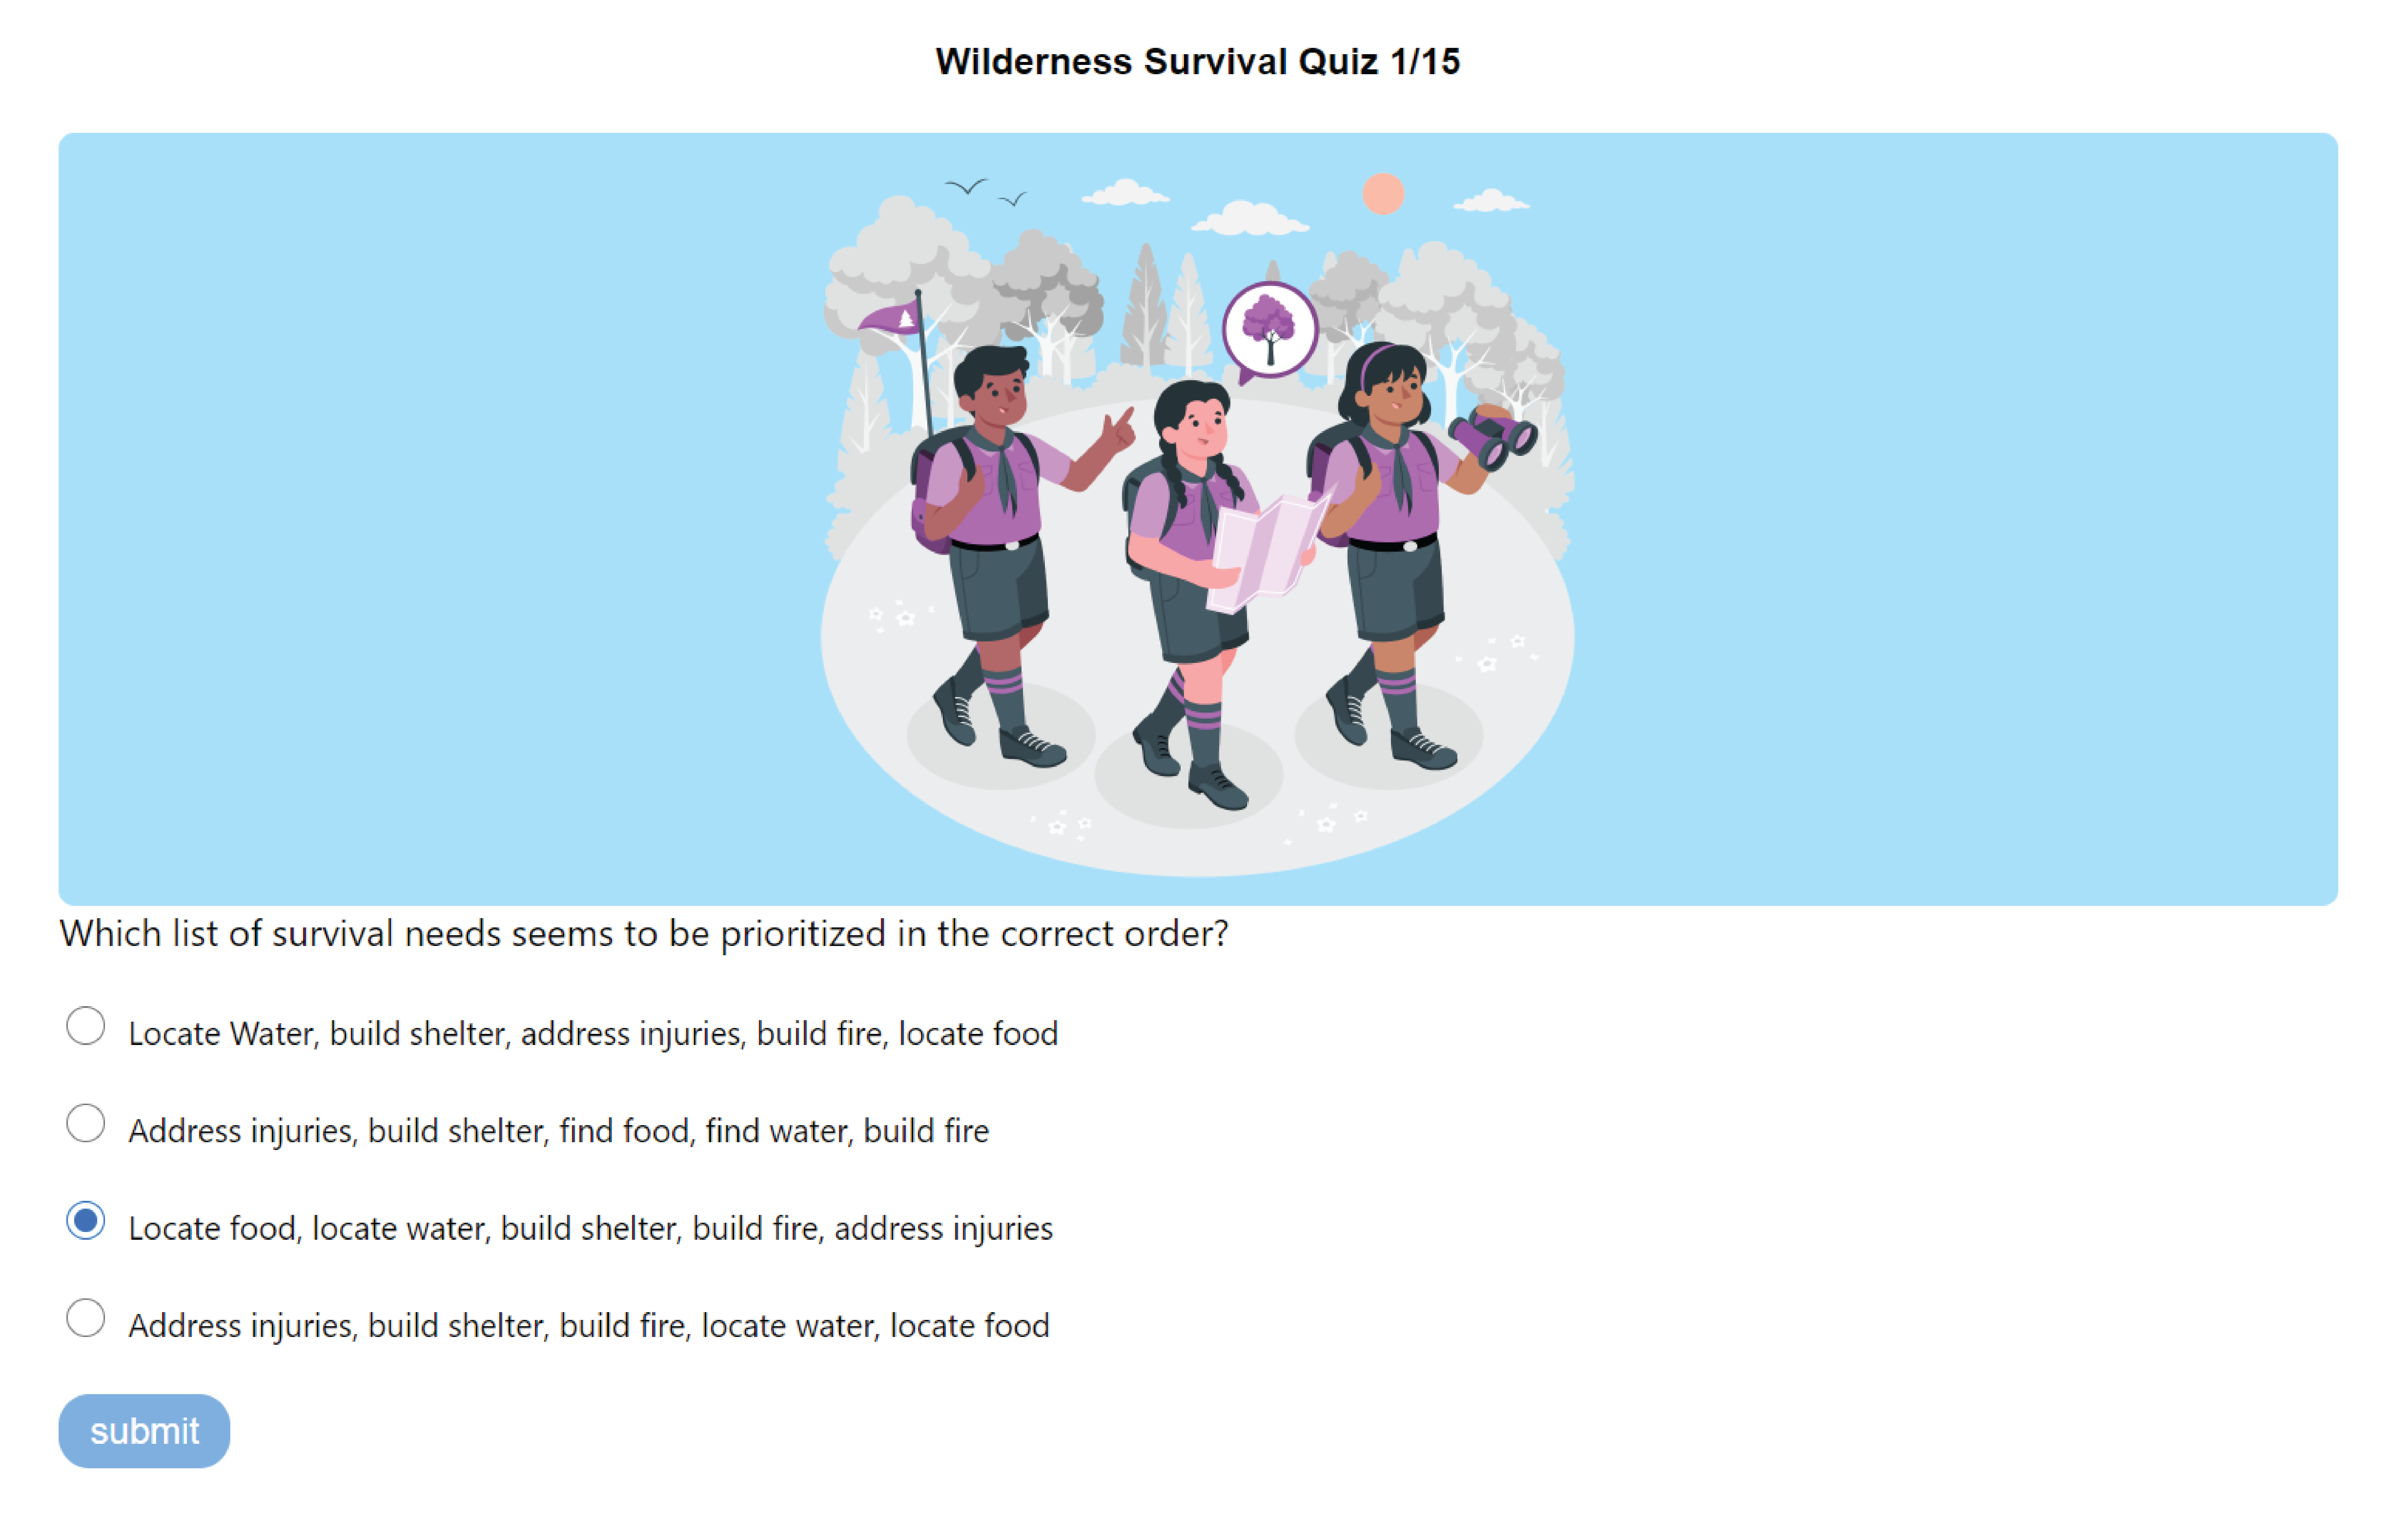 Wilderness Survival Quiz 1/15
Which list of survival needs seems to be prioritized in the correct order?
Locate Water, build shelter, address injuries, build fire, locate food
Address injuries, build shelter, find food, find water, build fire
Locate food, locate water, build shelter, build fire, address injuries
Address injuries, build shelter, build fire, locate water, locate food
submit